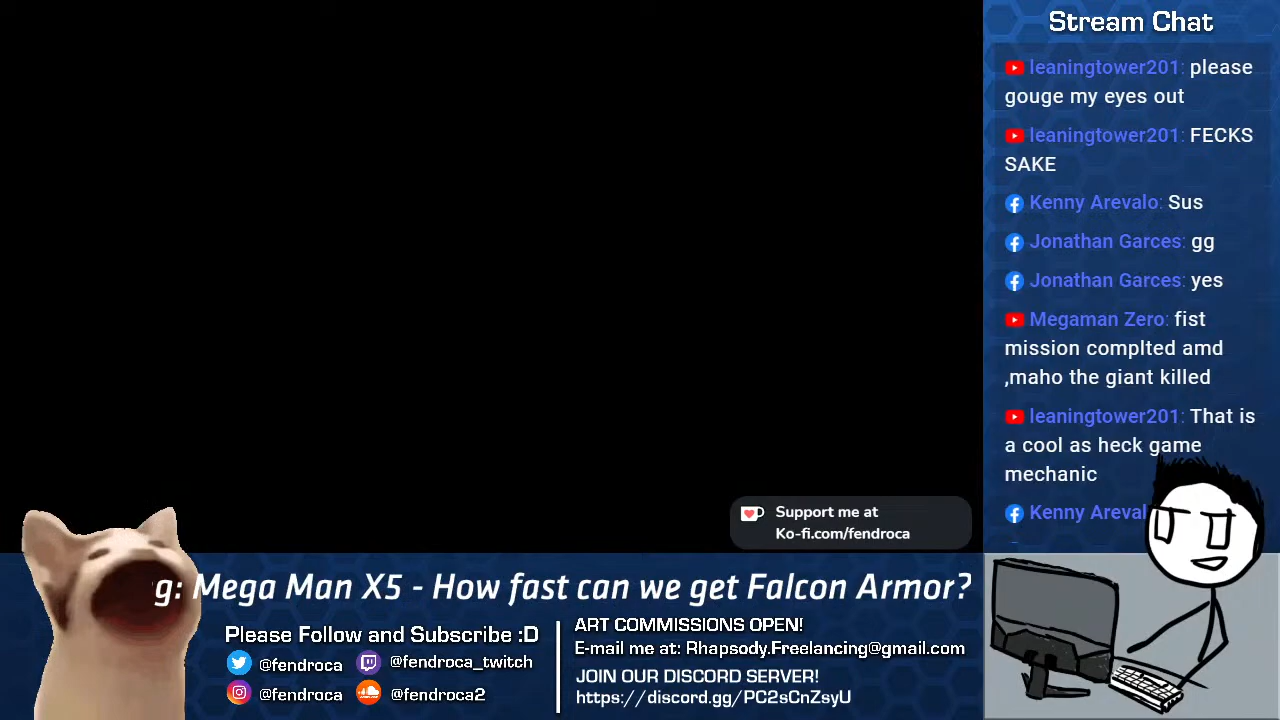 Stream Chat
leaningtower201: please
gouge my eyes out
leaningtower201: FECKS
SAKE
Kenny Arevalo: Sus
Jonathan Garces: gg
Jonathan Garces: yes
Megaman Zero: fist
mission complted amd
,maho the giant killed
leaningtower201: That is
a cool as heck game
mechanic
Kenny Areval
Support me at
Ko-fi.com/fendroca
g: Mega Man X5 - How fast can we get Falcon Armor?
Please Follow and Subscribe :D
@fendroca
@fendroca_twitch
@fendroca
@fendroca2
ART COMMISSIONS OPEN!
E-mail me at: Rhapsody.Freelancing@gmail.com
JOIN OUR DISCORD SERVER!
https://discord.gg/PC2sCnZsyU